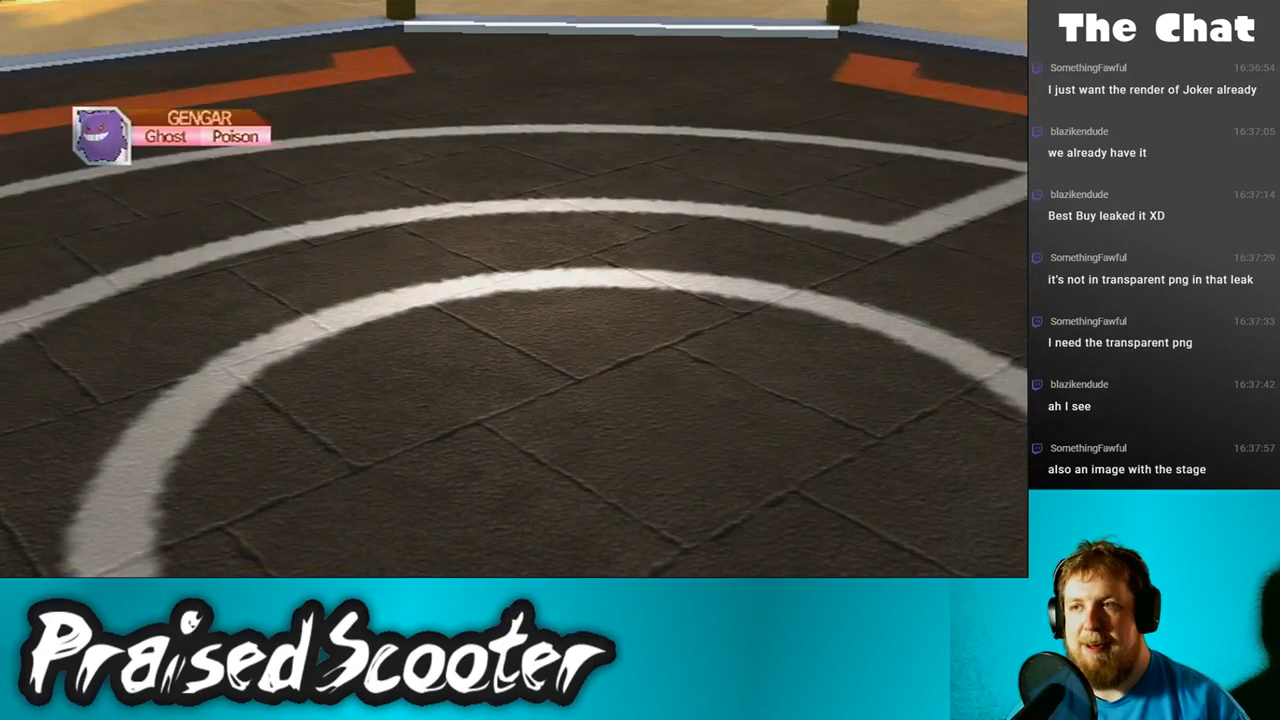 GENGAR
Ghost Poison
The Chat
SomethingFawful 16:36:54
I just want the render of Joker already
blazikendude 16:37:05
we already have it
blazikendude 16:37:14
Best Buy leaked it XD
SomethingFawful 16:37:29
it's not in transparent png in that leak
SomethingFawful 16:37:33
I need the transparent png
blazikendude 16:37:42
ah I see
SomethingFawful 16:37:57
also an image with the stage
Praised Scooter